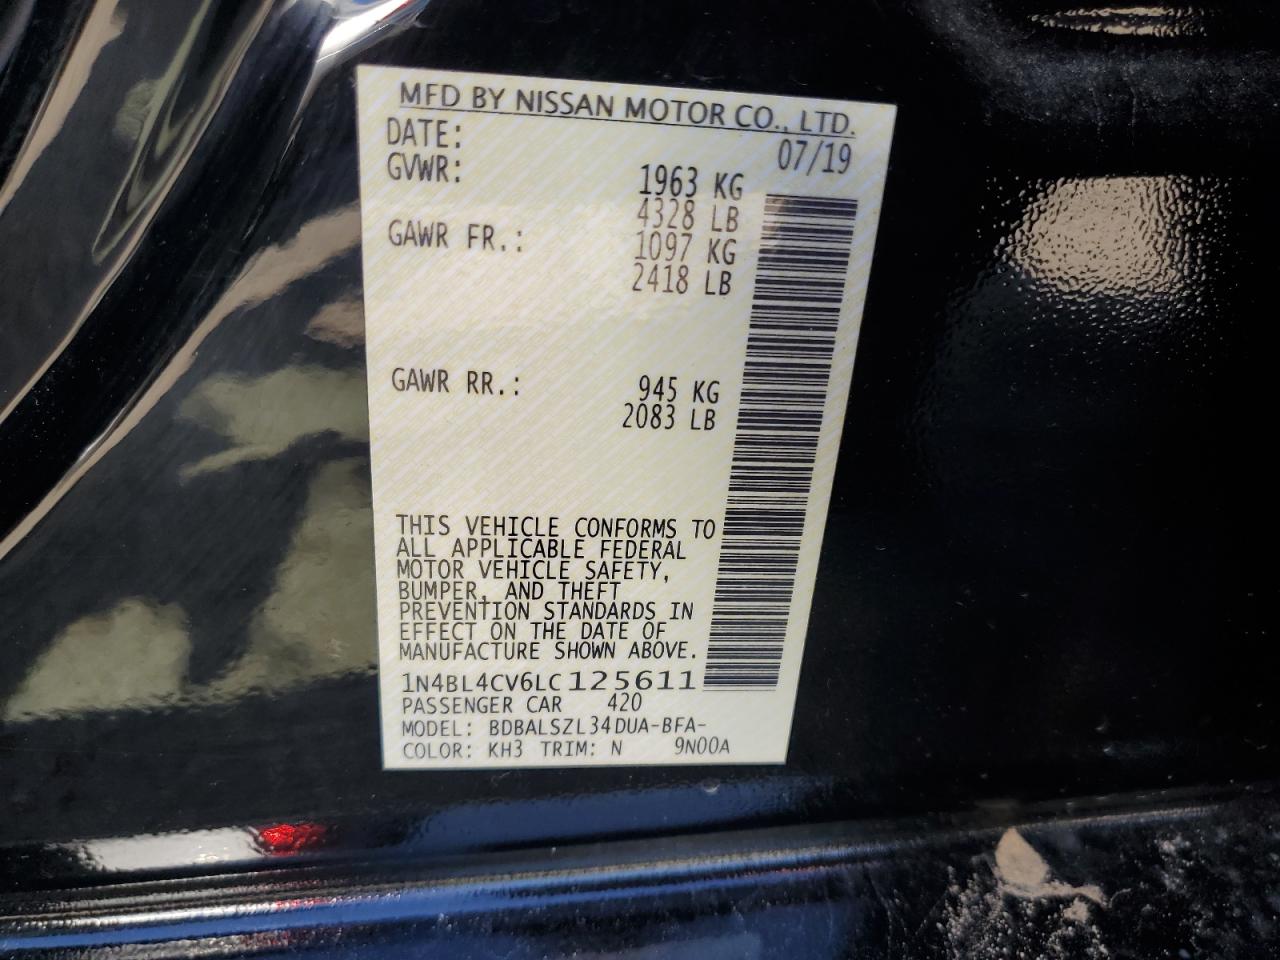 MFD BY NISSAN MOTOR CO., LTD.
DATE: 07/19
GVWR: 1963 KG
4328 LB
GAWR FR.: 1097 KG
2418 LB
GAWR RR.: 945 KG
2083 LB
THIS VEHICLE CONFORMS TO
ALL APPLICABLE FEDERAL
MOTOR VEHICLE SAFETY,
BUMPER, AND THEFT
PREVENTION STANDARDS IN
EFFECT ON THE DATE OF
MANUFACTURE SHOWN ABOVE.
1N4BL4CV6LC125611
PASSENGER CAR 420
MODEL: BDBALSZL34DUA-BFA-
COLOR: KH3 TRIM: N 9N00A